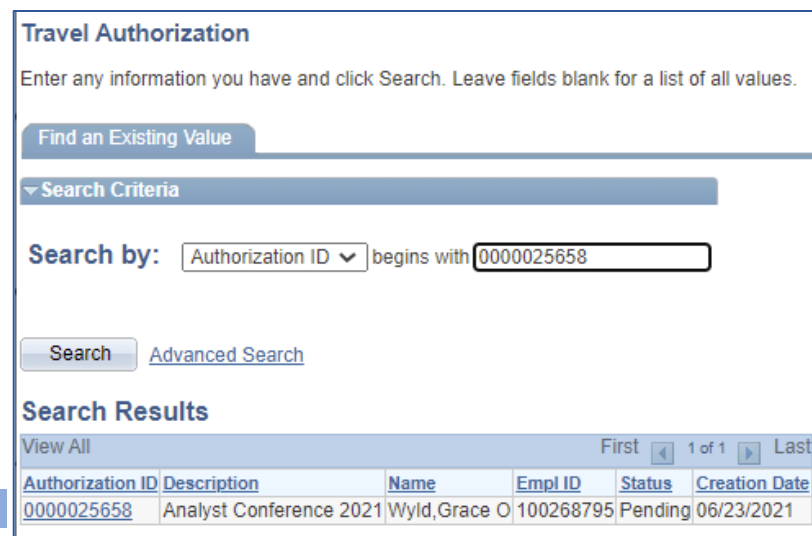 Travel Authorization
Enter any information you have and click Search. Leave fields blank for a list of all values.
Find an Existing Value
Search Criteria
Search by: Authorization ID begins with 0000025658
Search Advanced Search
Search Results
View All First 1 of 1 Last
Authorization ID Description Name Empl ID Status Creation Date
0000025658 Analyst Conference 2021 Wyld,Grace O 100268795 Pending 06/23/2021